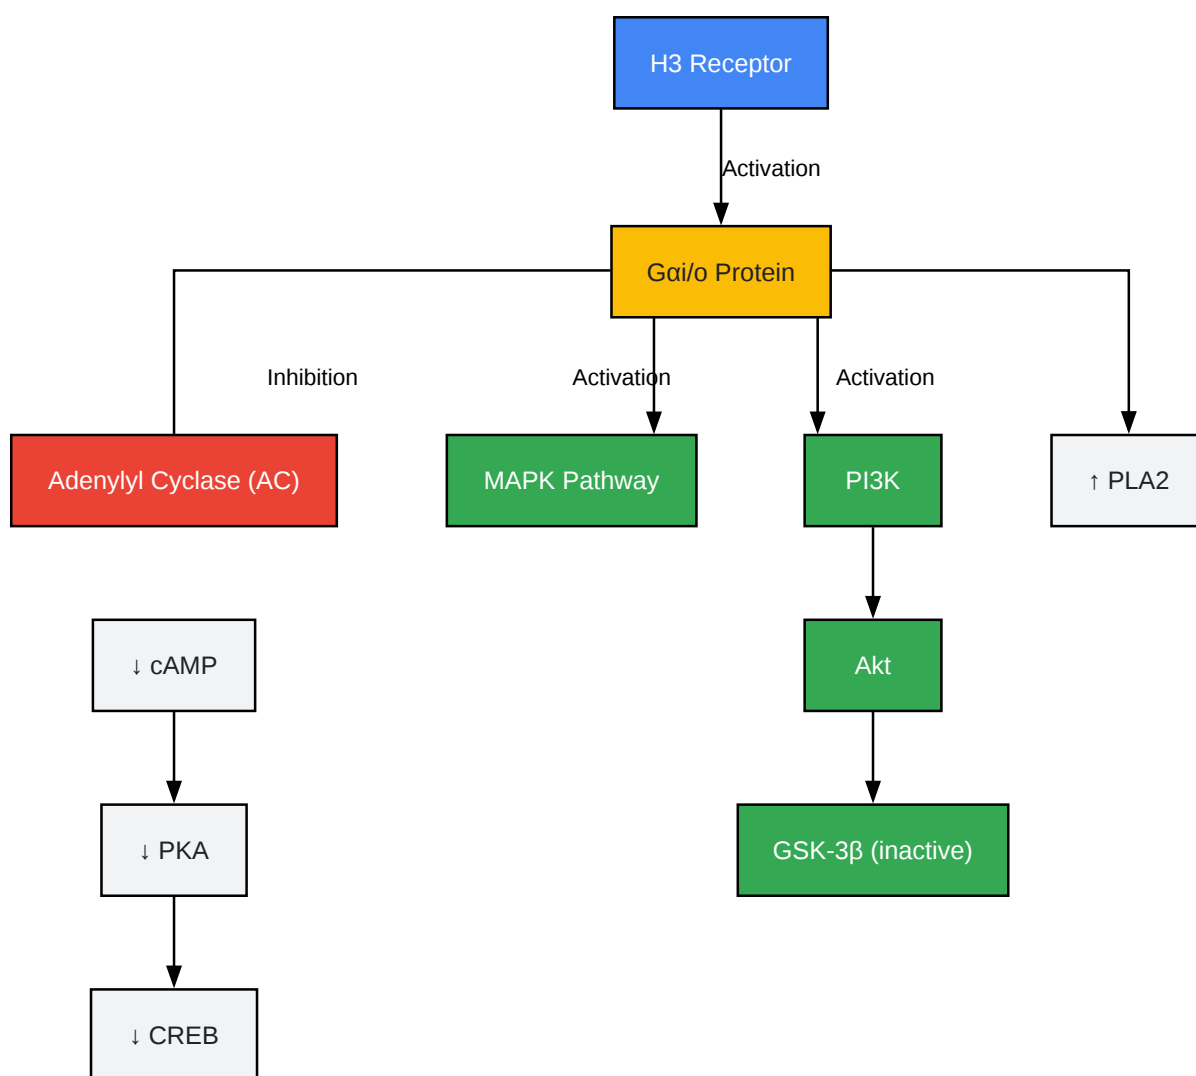 H3 Receptor
Activation
Gαi/o Protein
Inhibition
Activation
Activation
Adenylyl Cyclase (AC)
MAPK Pathway
PI3K
↑ PLA2
↓ cAMP
Akt
↓ PKA
GSK-3β (inactive)
↓ CREB